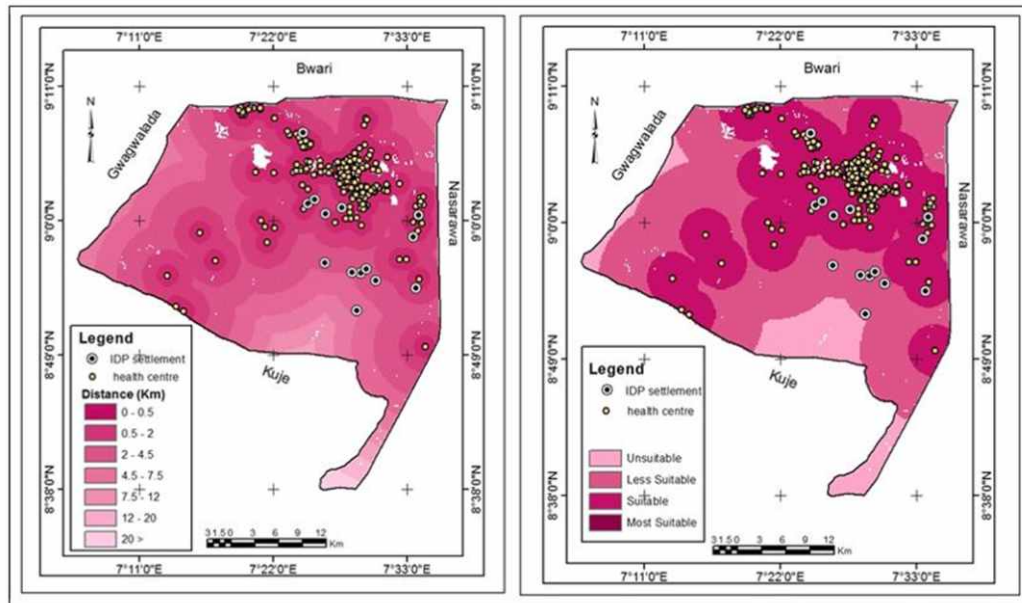 7°11'0"E 7°22'0"E 7°33'0"E
Bwari
9°11'0"N
9°11'0"N
N
Gwagwalada
Nasarawa
9°0'0"N
9°0'0"N
8°49'0"N
8°49'0"N
Kuje
8°38'0"N
8°38'0"N
Legend
IDP settlement
health centre
Distance (Km)
0 - 0.5
0.5 - 2
2 - 4.5
4.5 - 7.5
7.5 - 12
12 - 20
20 >
3 1.5 0 3 6 9 12
Km
7°11'0"E 7°22'0"E 7°33'0"E
7°11'0"E 7°22'0"E 7°33'0"E
Bwari
9°11'0"N
9°11'0"N
N
Gwagwalada
Nasarawa
9°0'0"N
9°0'0"N
8°49'0"N
8°49'0"N
Kuje
8°38'0"N
8°38'0"N
Legend
IDP settlement
health centre
Unsuitable
Less Suitable
Suitable
Most Suitable
3 1.5 0 3 6 9 12
Km
7°11'0"E 7°22'0"E 7°33'0"E